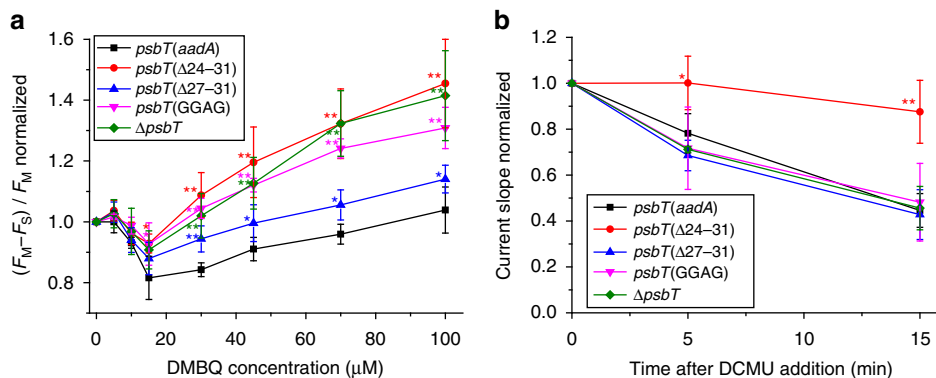 a
(FM–FS) / FM normalized
1.6
1.4
1.2
1.0
0.8
psbT(aadA)
psbT(Δ24–31)
psbT(Δ27–31)
psbT(GGAG)
ΔpsbT
** ** ** ** ** **
** ** ** ** **
** ** ** ** **
** * * *
*
0 20 40 60 80 100
DMBQ concentration (μM)
b
Current slope normalized
1.2
1.0
0.8
0.6
0.4
0.2
0.0
*
**
psbT(aadA)
psbT(Δ24–31)
psbT(Δ27–31)
psbT(GGAG)
ΔpsbT
0 5 10 15
Time after DCMU addition (min)